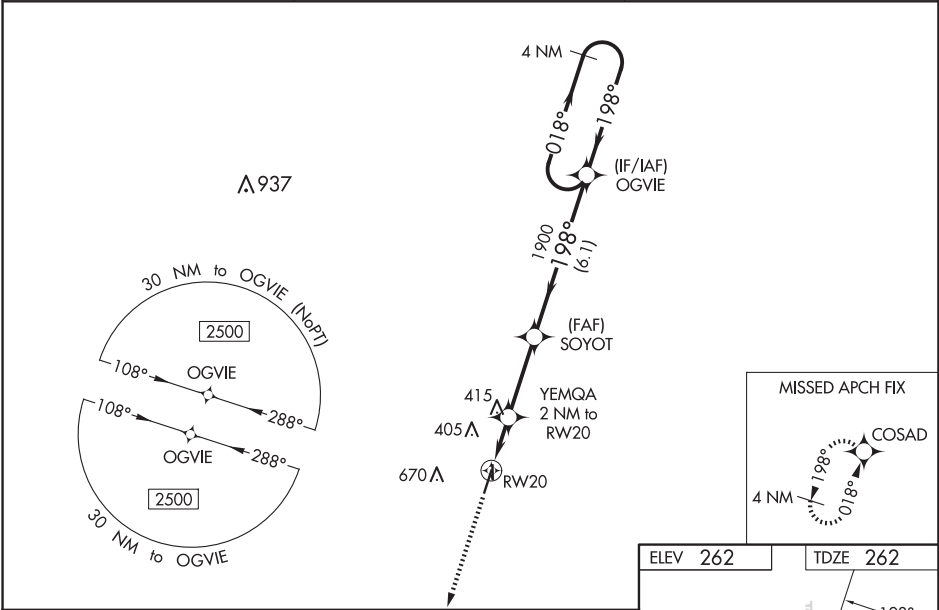 4 NM
018°
198°
(IF/IAF)
OGVIE
937
1900
198°
(6.1)
30 NM to OGVIE (NoPT)
2500
108°
OGVIE
288°
108°
OGVIE
288°
2500
30 NM to OGVIE
(FAF)
SOYOT
415
YEMQA
2 NM to
RW20
405
670
RW20
MISSED APCH FIX
COSAD
198°
018°
4 NM
ELEV 262
TDZE 262
198°